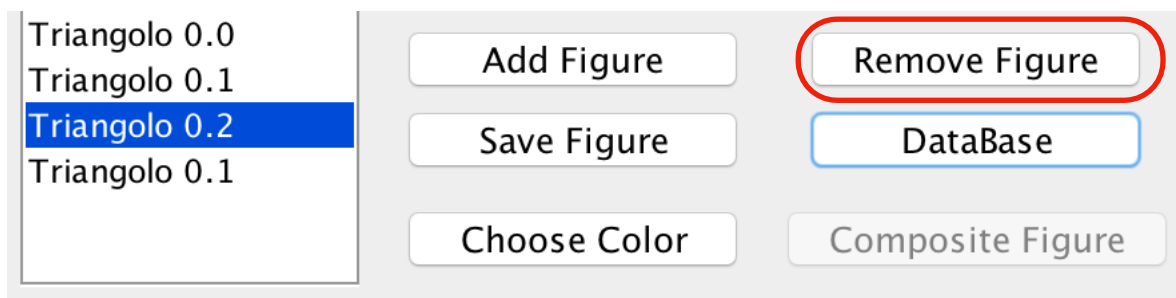 Triangolo 0.0
Triangolo 0.1
Triangolo 0.2
Triangolo 0.1
Add Figure
Remove Figure
Save Figure
DataBase
Choose Color
Composite Figure